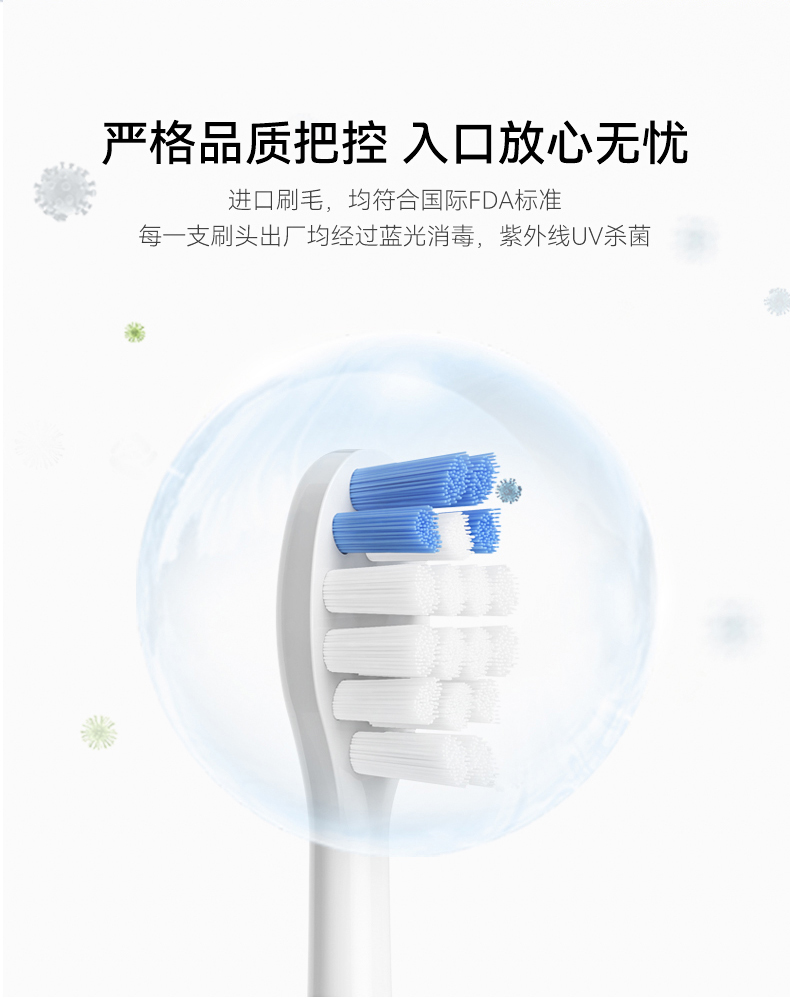 严格品质把控 入口放心无忧
进口刷毛，均符合国际FDA标准
每一支刷头出厂均经过蓝光消毒，紫外线UV杀菌